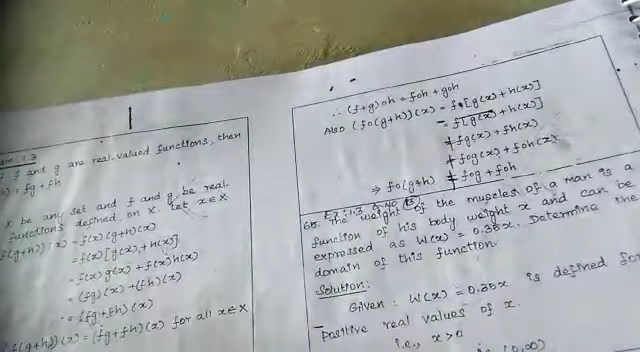 1.3
f and g are real-valued functions, then
= fg + fh
x be any set and f and g be real-
functions defined on X. Let x∈X
f(g+h))(x) = f(x)(g+h)(x)
= f(x)[g(x)+h(x)]
= f(x)g(x)+f(x)h(x)
= (fg)(x)+(fh)(x)
= (fg+fh)(x)
f(g+h))(x) = (fg+fh)(x) for all x∈X
∴ (f+g)oh = foh + goh
Also (fo(g+h))(x) = f[g(x)+h(x)]
= f[g(x)+h(x)]
≠ fg(x)+fh(x)
≠ fog(x)+foh(x)
⇒ fo(g+h) ≠ fog+foh
The weight of the muscles of a man is a
function of his body weight x and can be
expressed as W(x) = 0.35x. Determine the
domain of this function.
Solution:
Given: W(x) = 0.35x is defined for
positive real values of x.
i.e, x>0
(0,∞)